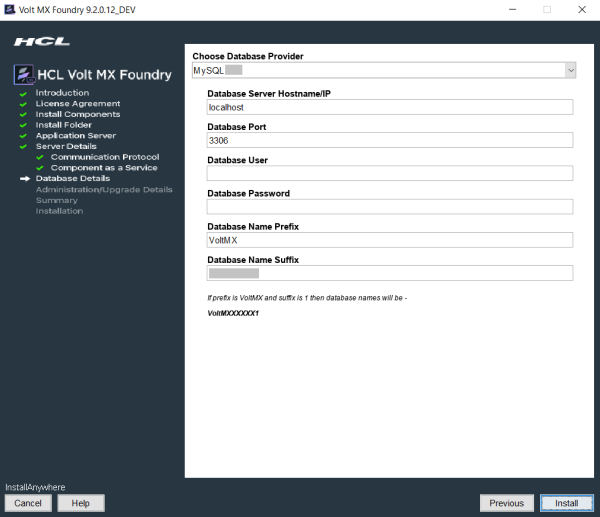 Volt MX Foundry 9.2.0.12_DEV
HCL
HCL Volt MX Foundry
Introduction
License Agreement
Install Components
Install Folder
Application Server
Server Details
Communication Protocol
Component as a Service
Database Details
Administration/Upgrade Details
Summary
Installation
Choose Database Provider
MySQL
Database Server Hostname/IP
localhost
Database Port
3306
Database User
Database Password
Database Name Prefix
VoltMX
Database Name Suffix
If prefix is VoltMX and suffix is 1 then database names will be -
VoltMXXXXXX1
InstallAnywhere
Cancel
Help
Previous
Install